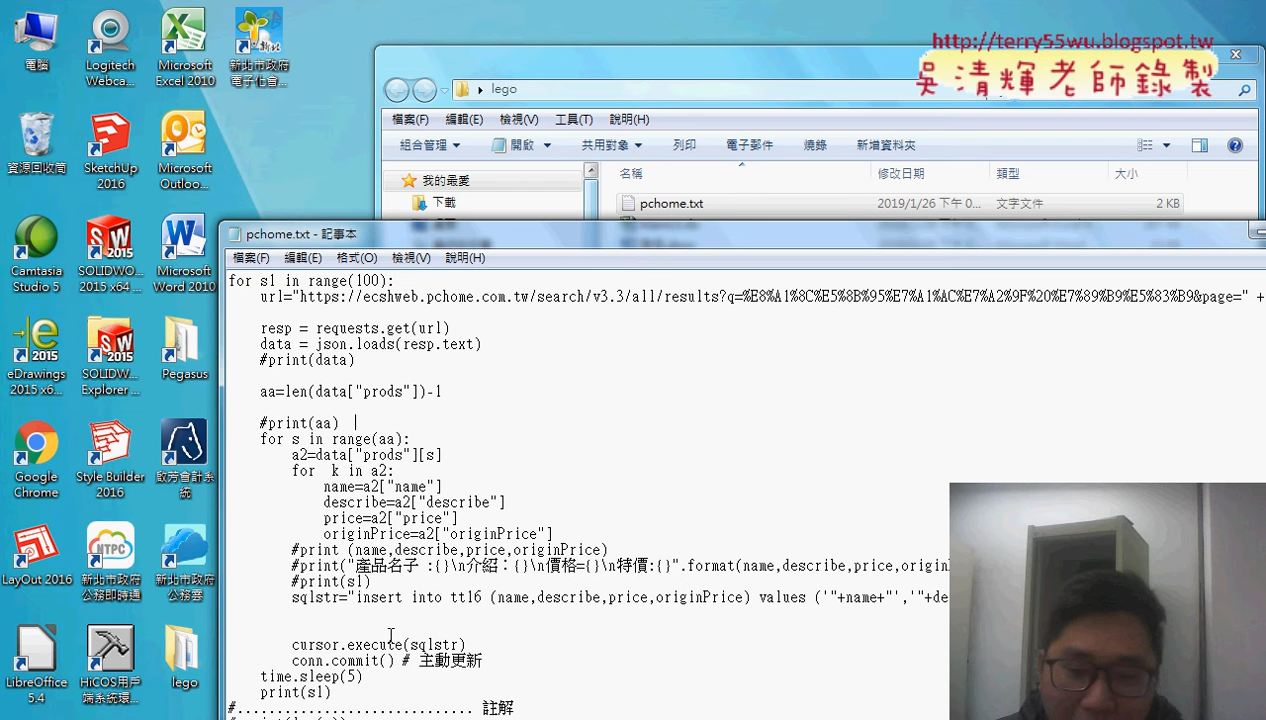 http://terry55wu.blogspot.tw
吳清輝老師錄製
電腦
Logitech Webca...
Microsoft Excel 2010
新北市政府電子化會...
資源回收筒
SketchUp 2016
Microsoft Outloo...
Camtasia Studio 5
SOLIDWO... 2015 x64 ...
Microsoft Word 2010
eDrawings 2015 x6...
SOLIDW... Explorer ...
Pegasus
Google Chrome
Style Builder 2016
啟芳會計系統
LayOut 2016
新北市政府公務即時通
新北市政府公務雲
LibreOffice 5.4
HiCOS用戶端系統環...
lego
lego
檔案(F) 編輯(E) 檢視(V) 工具(T) 說明(H)
組合管理 開啟 共用對象 列印 電子郵件 燒錄 新增資料夾
我的最愛
下載
名稱 修改日期 類型 大小
pchome.txt 2019/1/26 下午 0... 文字文件 2 KB
pchome.txt - 記事本
檔案(F) 編輯(E) 格式(O) 檢視(V) 說明(H)
for s1 in range(100):
url="https://ecshweb.pchome.com.tw/search/v3.3/all/results?q=%E8%A1%8C%E5%8B%95%E7%A1%AC%E7%A2%9F%20%E7%89%B9%E5%83%B9&page=" +
resp = requests.get(url)
data = json.loads(resp.text)
#print(data)
aa=len(data["prods"])-1
#print(aa)
for s in range(aa):
a2=data["prods"][s]
for k in a2:
name=a2["name"]
describe=a2["describe"]
price=a2["price"]
originPrice=a2["originPrice"]
#print (name,describe,price,originPrice)
#print("產品名子 :{}\n介紹：{}\n價格={}\n特價:{}".format(name,describe,price,origin
#print(s1)
sqlstr="insert into tt16 (name,describe,price,originPrice) values ('"+name+"','"+de
cursor.execute(sqlstr)
conn.commit() # 主動更新
time.sleep(5)
print(s1)
#.............................. 註解